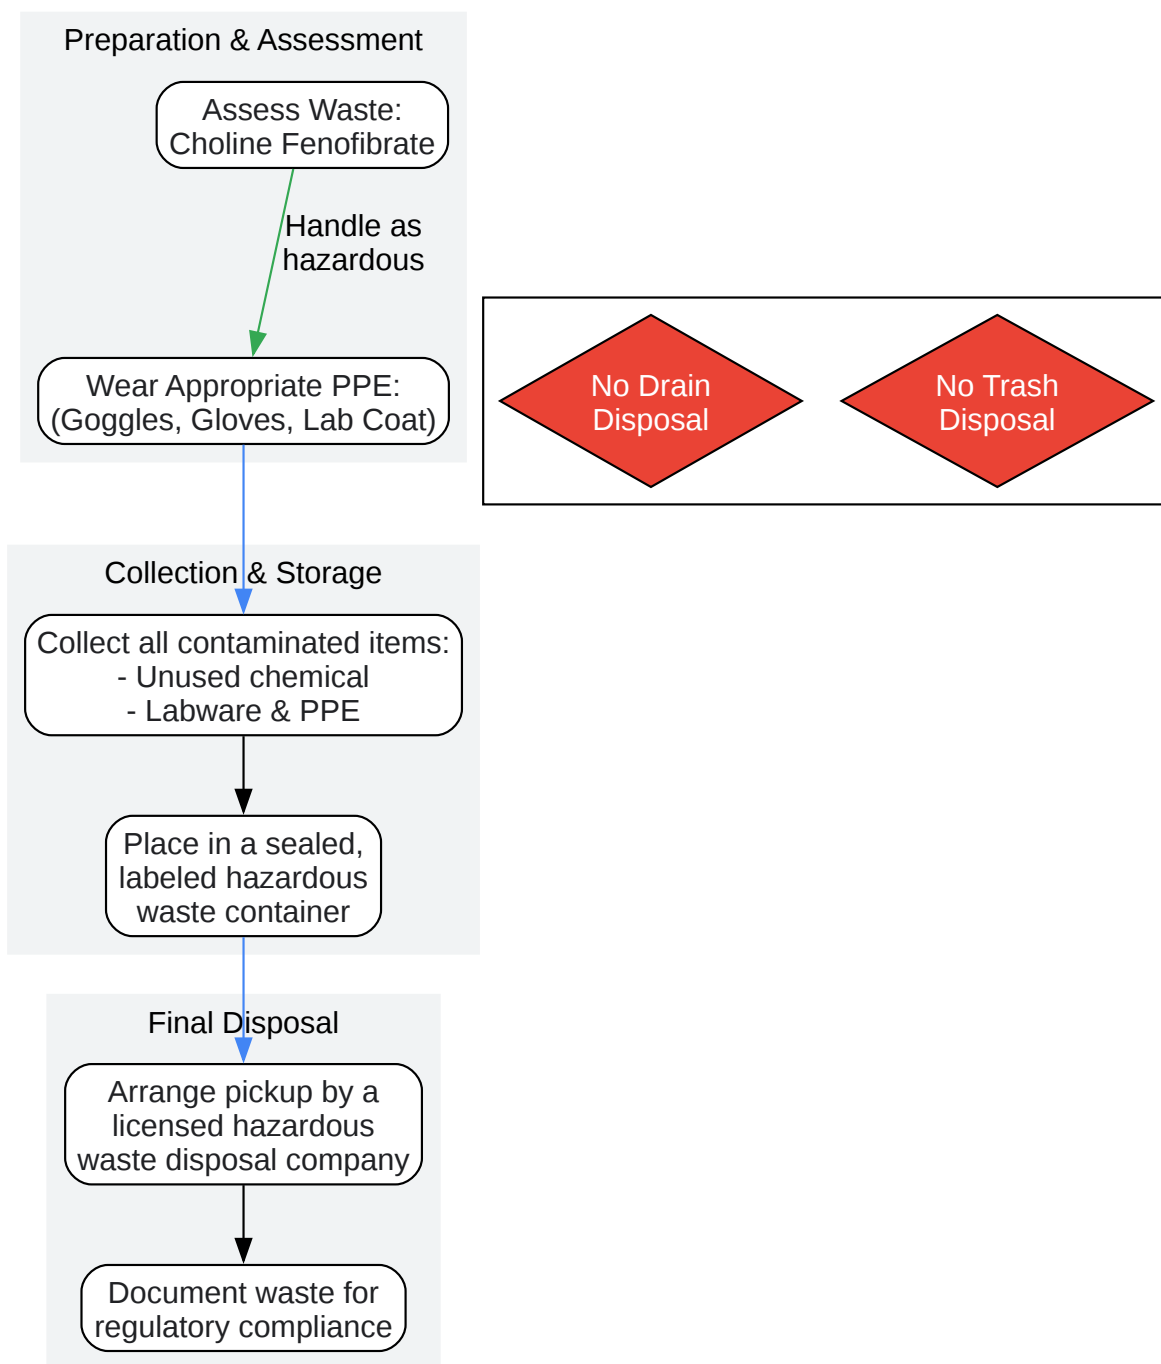 Preparation & Assessment
Assess Waste:
Choline Fenofibrate
Handle as
hazardous
Wear Appropriate PPE:
(Goggles, Gloves, Lab Coat)
No Drain
Disposal
No Trash
Disposal
Collection & Storage
Collect all contaminated items:
- Unused chemical
- Labware & PPE
Place in a sealed,
labeled hazardous
waste container
Final Disposal
Arrange pickup by a
licensed hazardous
waste disposal company
Document waste for
regulatory compliance